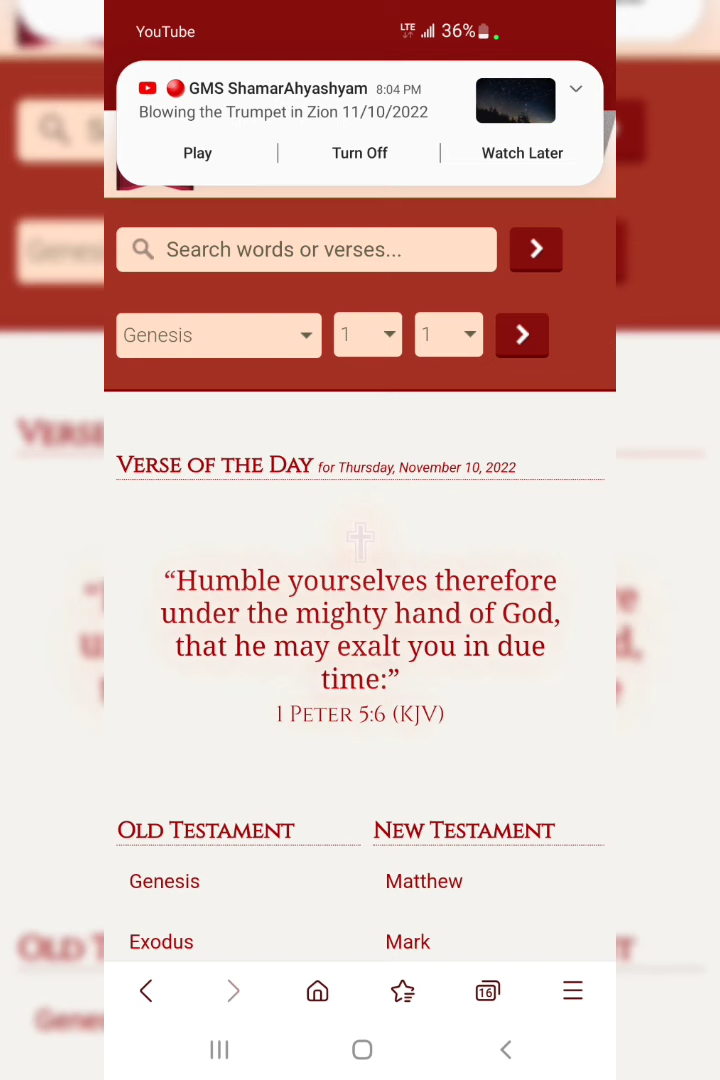 YouTube LTE 36%
GMS ShamarAhyashyam 8:04 PM
Blowing the Trumpet in Zion 11/10/2022
Play Turn Off Watch Later
Search words or verses...
Genesis 1 1
VERSE OF THE DAY for Thursday, November 10, 2022
“Humble yourselves therefore
under the mighty hand of God,
that he may exalt you in due
time:”
1 PETER 5:6 (KJV)
OLD TESTAMENT NEW TESTAMENT
Genesis Matthew
Exodus Mark
16